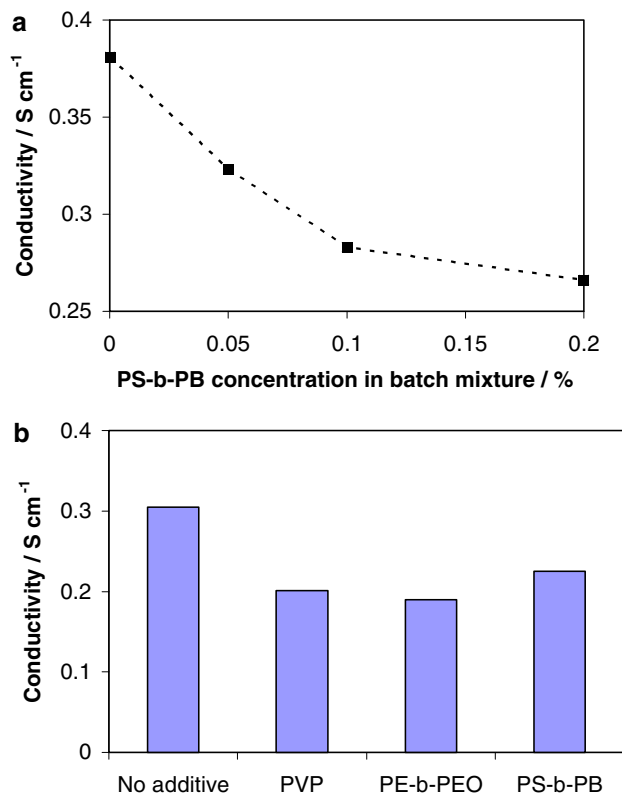 a
0.4
0.35
0.3
0.25
Conductivity / S cm⁻¹
0 0.05 0.1 0.15 0.2
PS-b-PB concentration in batch mixture / %
b
0.4
0.3
0.2
0.1
0
Conductivity / S cm⁻¹
No additive PVP PE-b-PEO PS-b-PB